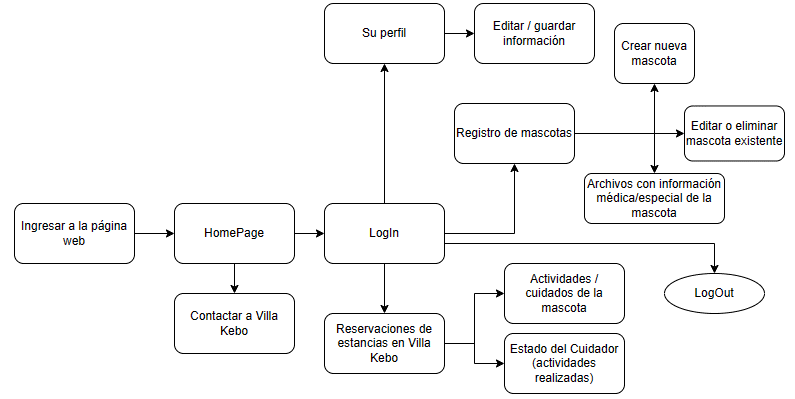 Su perfil
Editar / guardar
información
Crear nueva
mascota
Registro de mascotas
Editar o eliminar
mascota existente
Archivos con información
médica/especial de la
mascota
Ingresar a la página
web
HomePage
LogIn
LogOut
Contactar a Villa
Kebo
Reservaciones de
estancias en Villa
Kebo
Actividades /
cuidados de la
mascota
Estado del Cuidador
(actividades
realizadas)